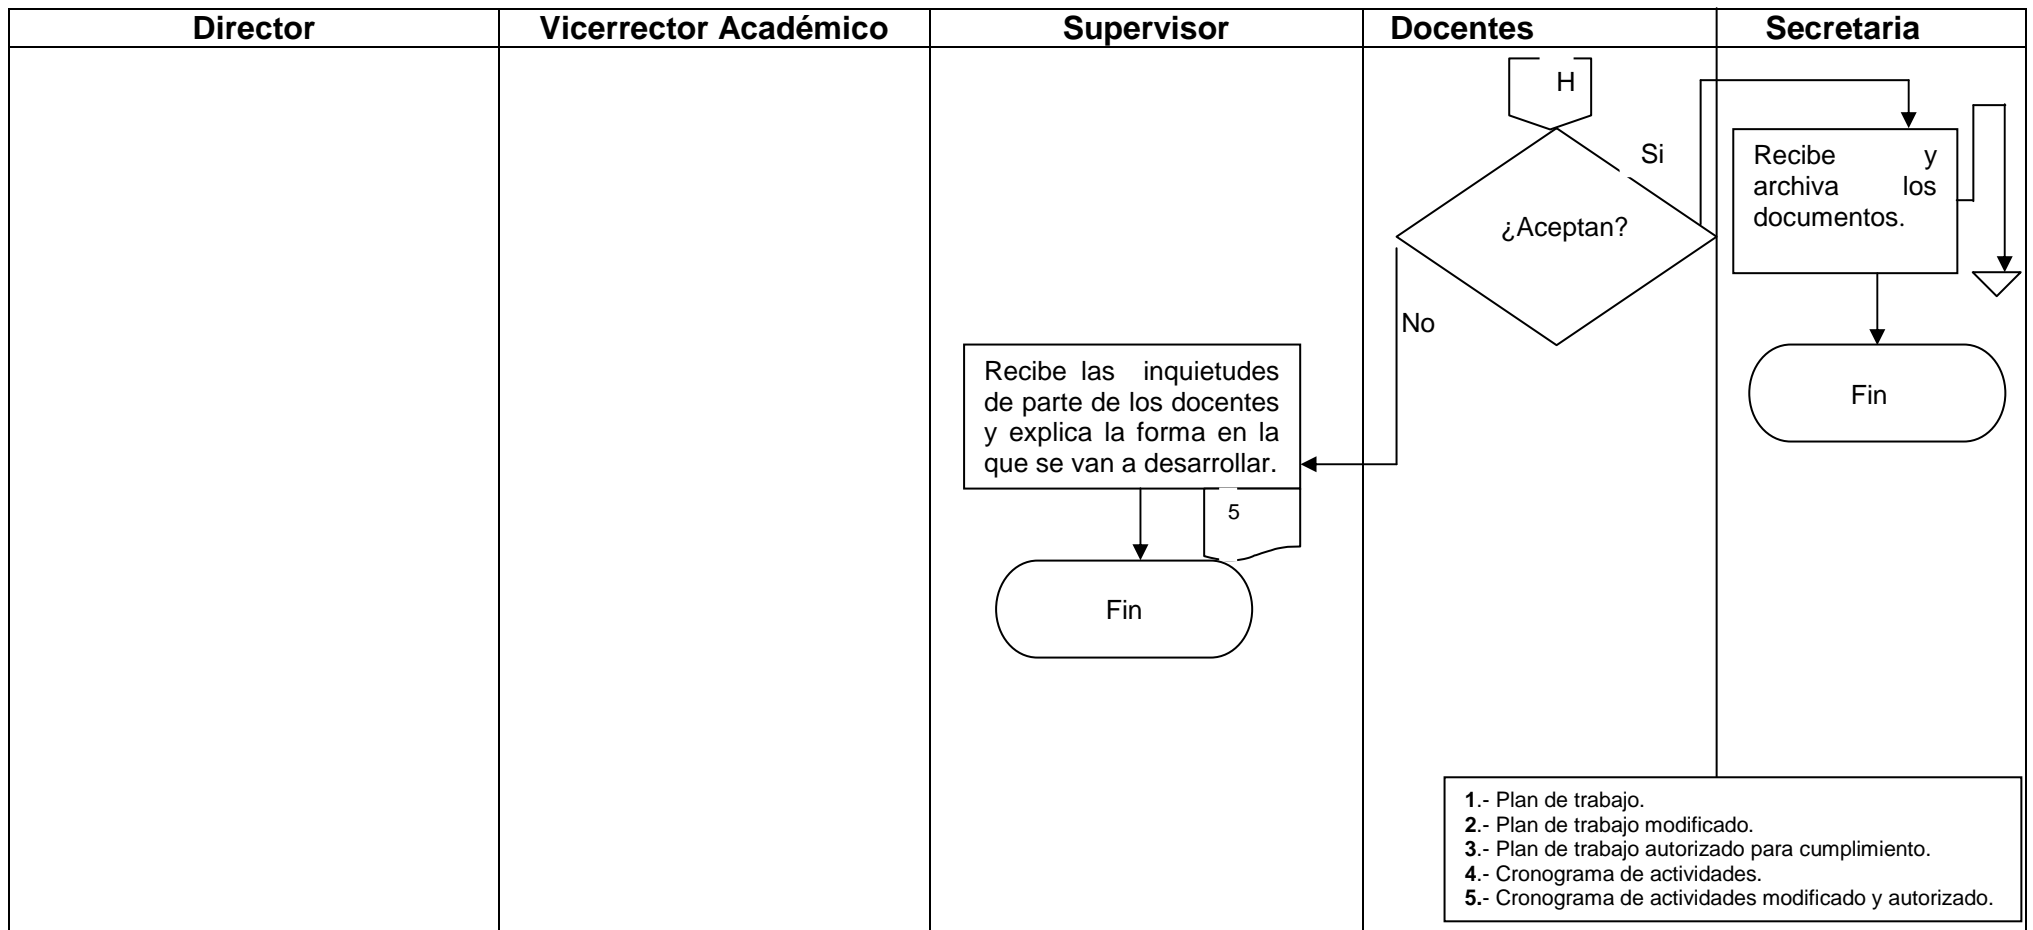 Director
Vicerrector Académico
Supervisor
Docentes
Secretaria
H
Si
¿Aceptan?
No
Recibe y
archiva los
documentos.
Fin
Recibe las inquietudes
de parte de los docentes
y explica la forma en la
que se van a desarrollar.
5
Fin
1.- Plan de trabajo.
2.- Plan de trabajo modificado.
3.- Plan de trabajo autorizado para cumplimiento.
4.- Cronograma de actividades.
5.- Cronograma de actividades modificado y autorizado.